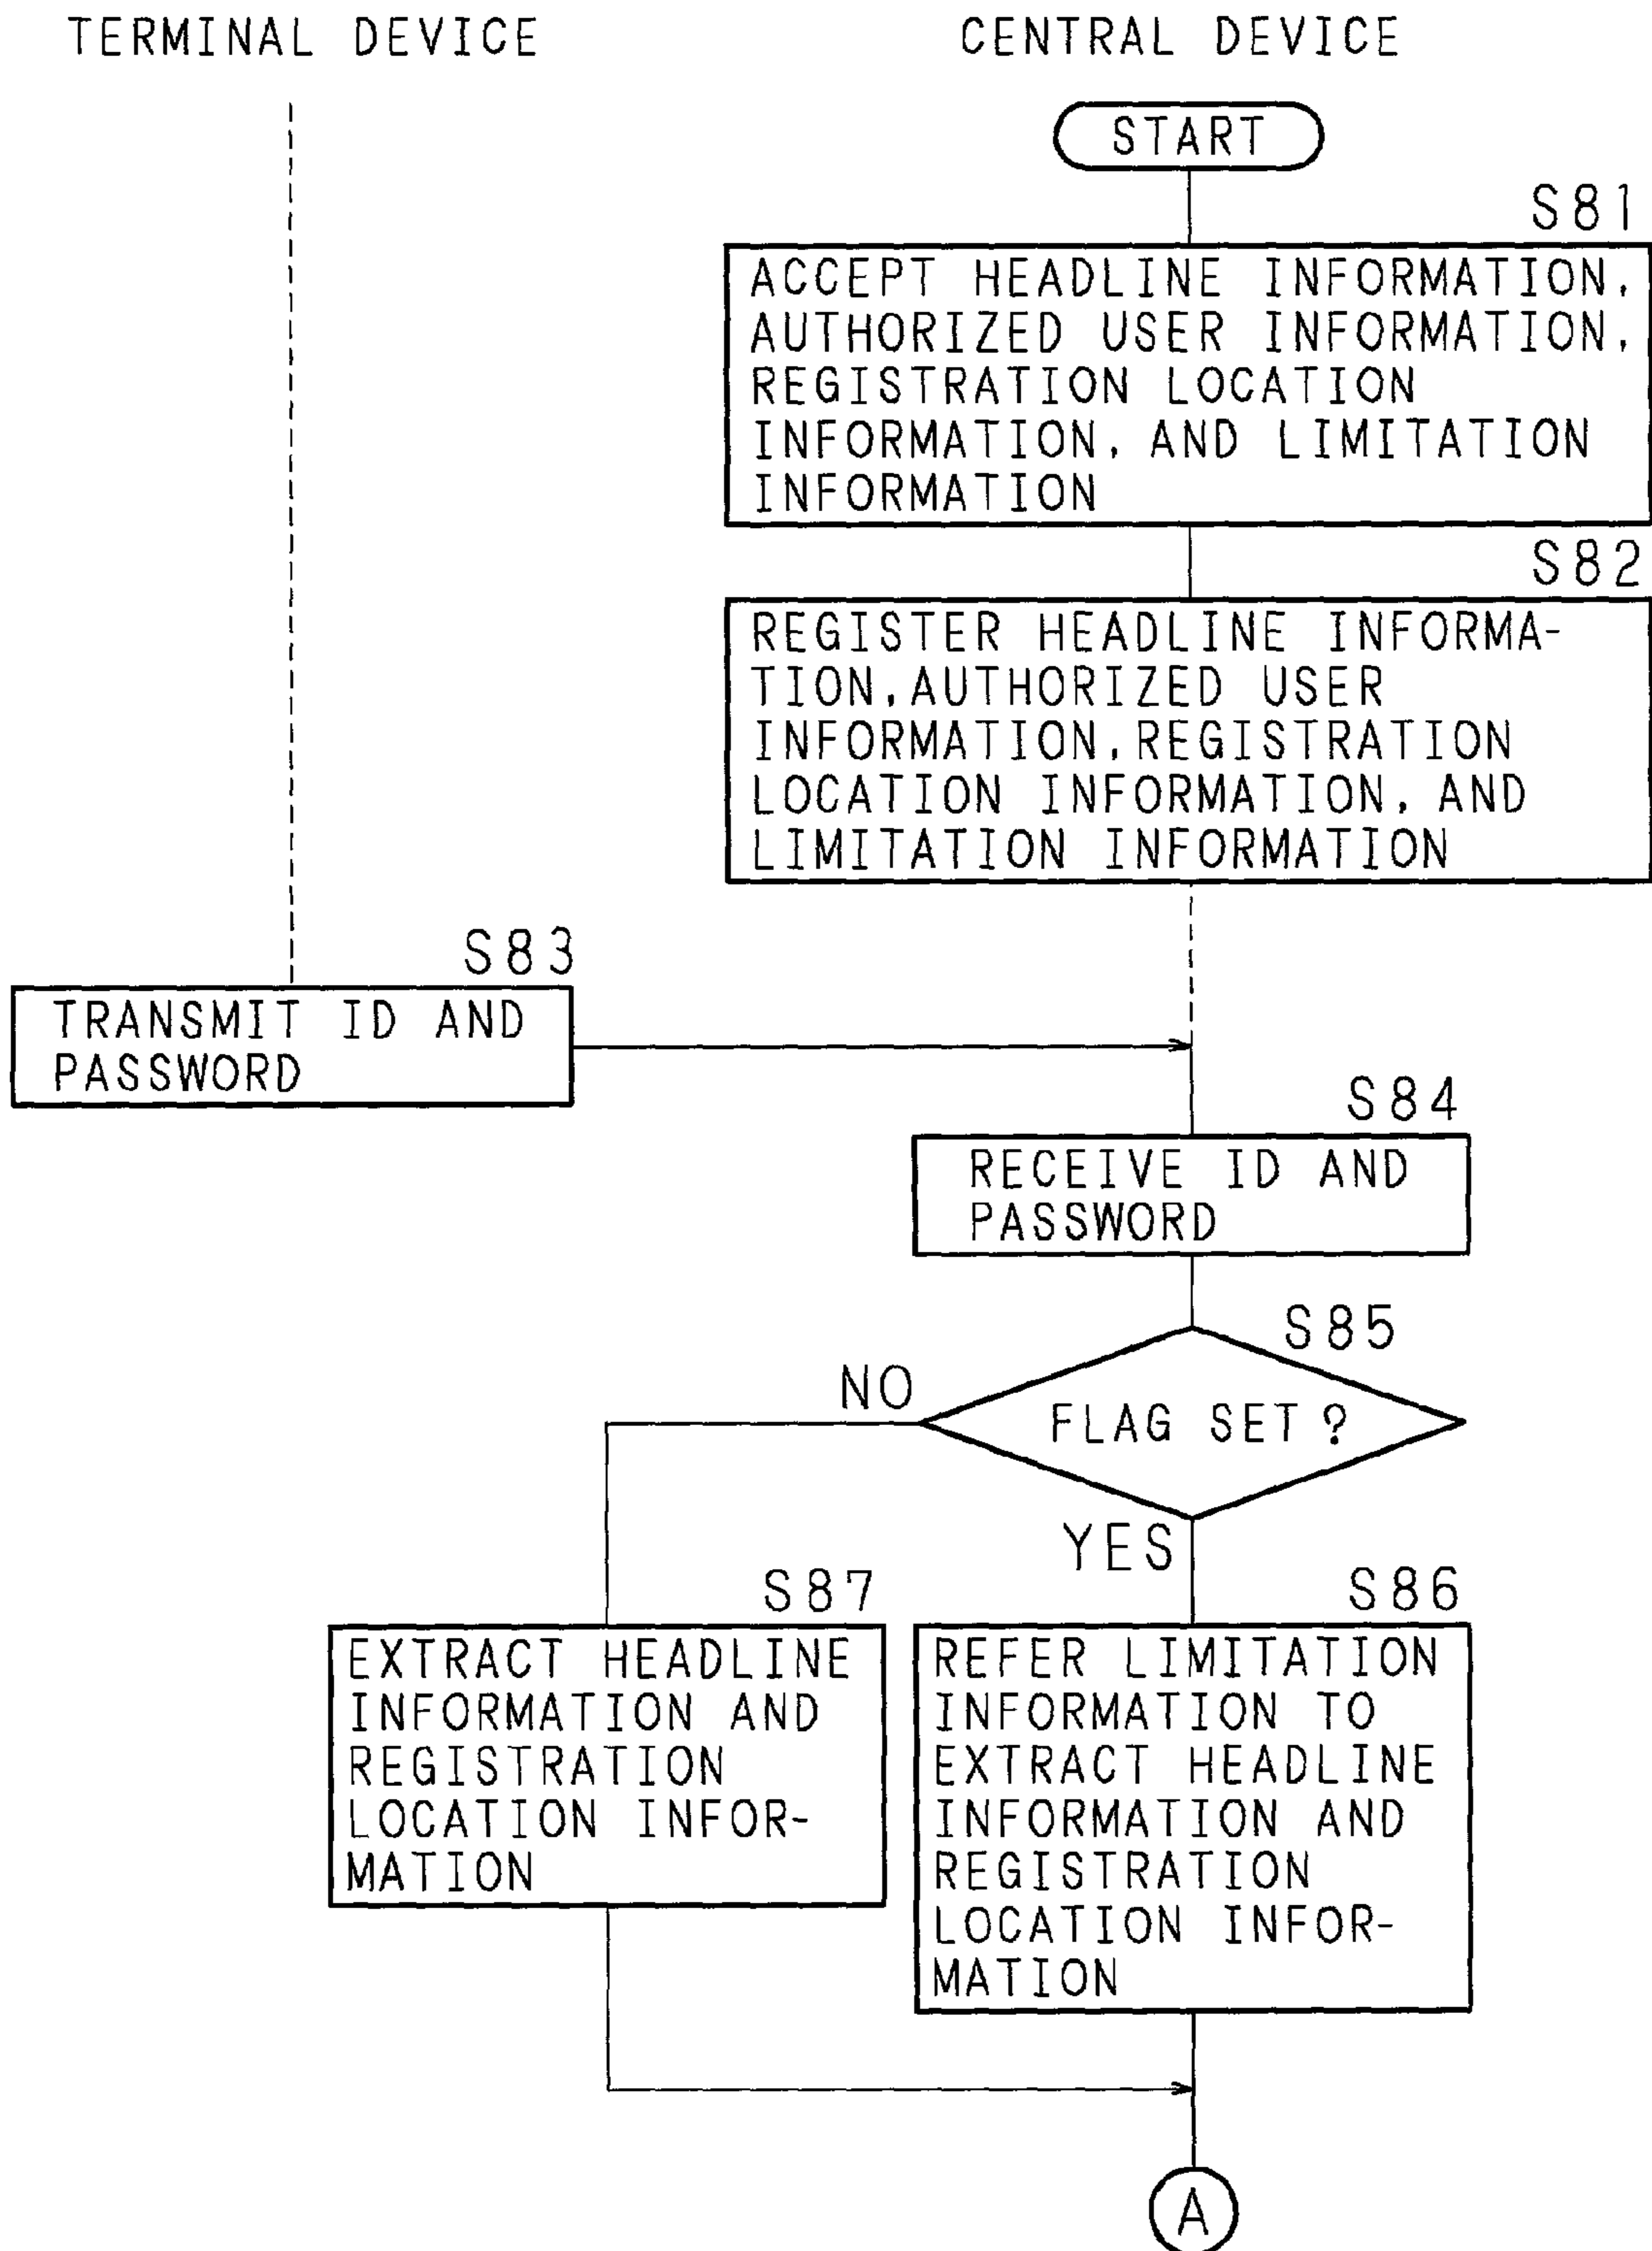 TERMINAL DEVICE
CENTRAL DEVICE
START
S81
ACCEPT HEADLINE INFORMATION,
AUTHORIZED USER INFORMATION,
REGISTRATION LOCATION
INFORMATION, AND LIMITATION
INFORMATION
S82
REGISTER HEADLINE INFORMA-
TION,AUTHORIZED USER
INFORMATION,REGISTRATION
LOCATION INFORMATION, AND
LIMITATION INFORMATION
S83
TRANSMIT ID AND
PASSWORD
S84
RECEIVE ID AND
PASSWORD
S85
NO
FLAG SET ?
YES
S87
EXTRACT HEADLINE
INFORMATION AND
REGISTRATION
LOCATION INFOR-
MATION
S86
REFER LIMITATION
INFORMATION TO
EXTRACT HEADLINE
INFORMATION AND
REGISTRATION
LOCATION INFOR-
MATION
A